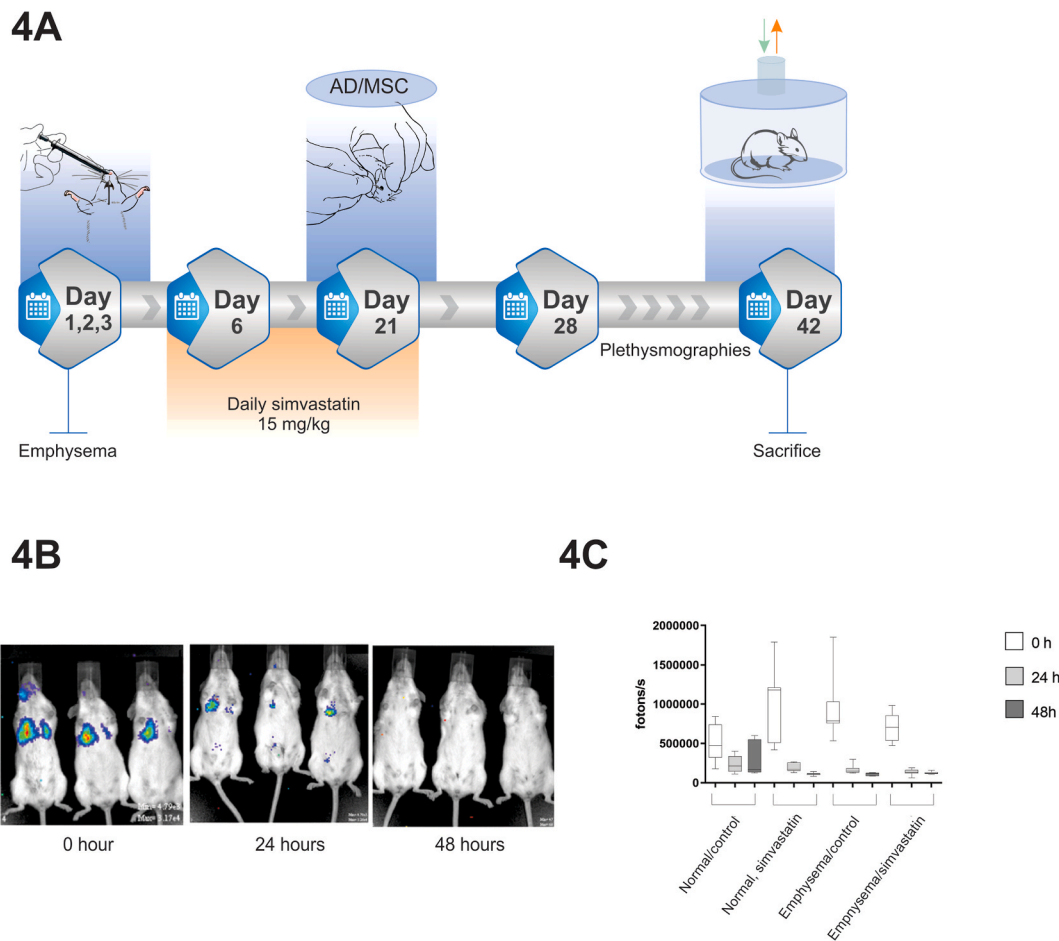 4A
AD/MSC
Day
1,2,3
Day
6
Day
21
Day
28
Day
42
Plethysmographies
Daily simvastatin
15 mg/kg
Emphysema
Sacrifice
4B
4C
0 hour
24 hours
48 hours
fotons/s
2000000
1500000
1000000
500000
0
0 h
24 h
48h
Normal/control
Normal, simvastatin
Emphysema/control
Empnysema/simvastatin